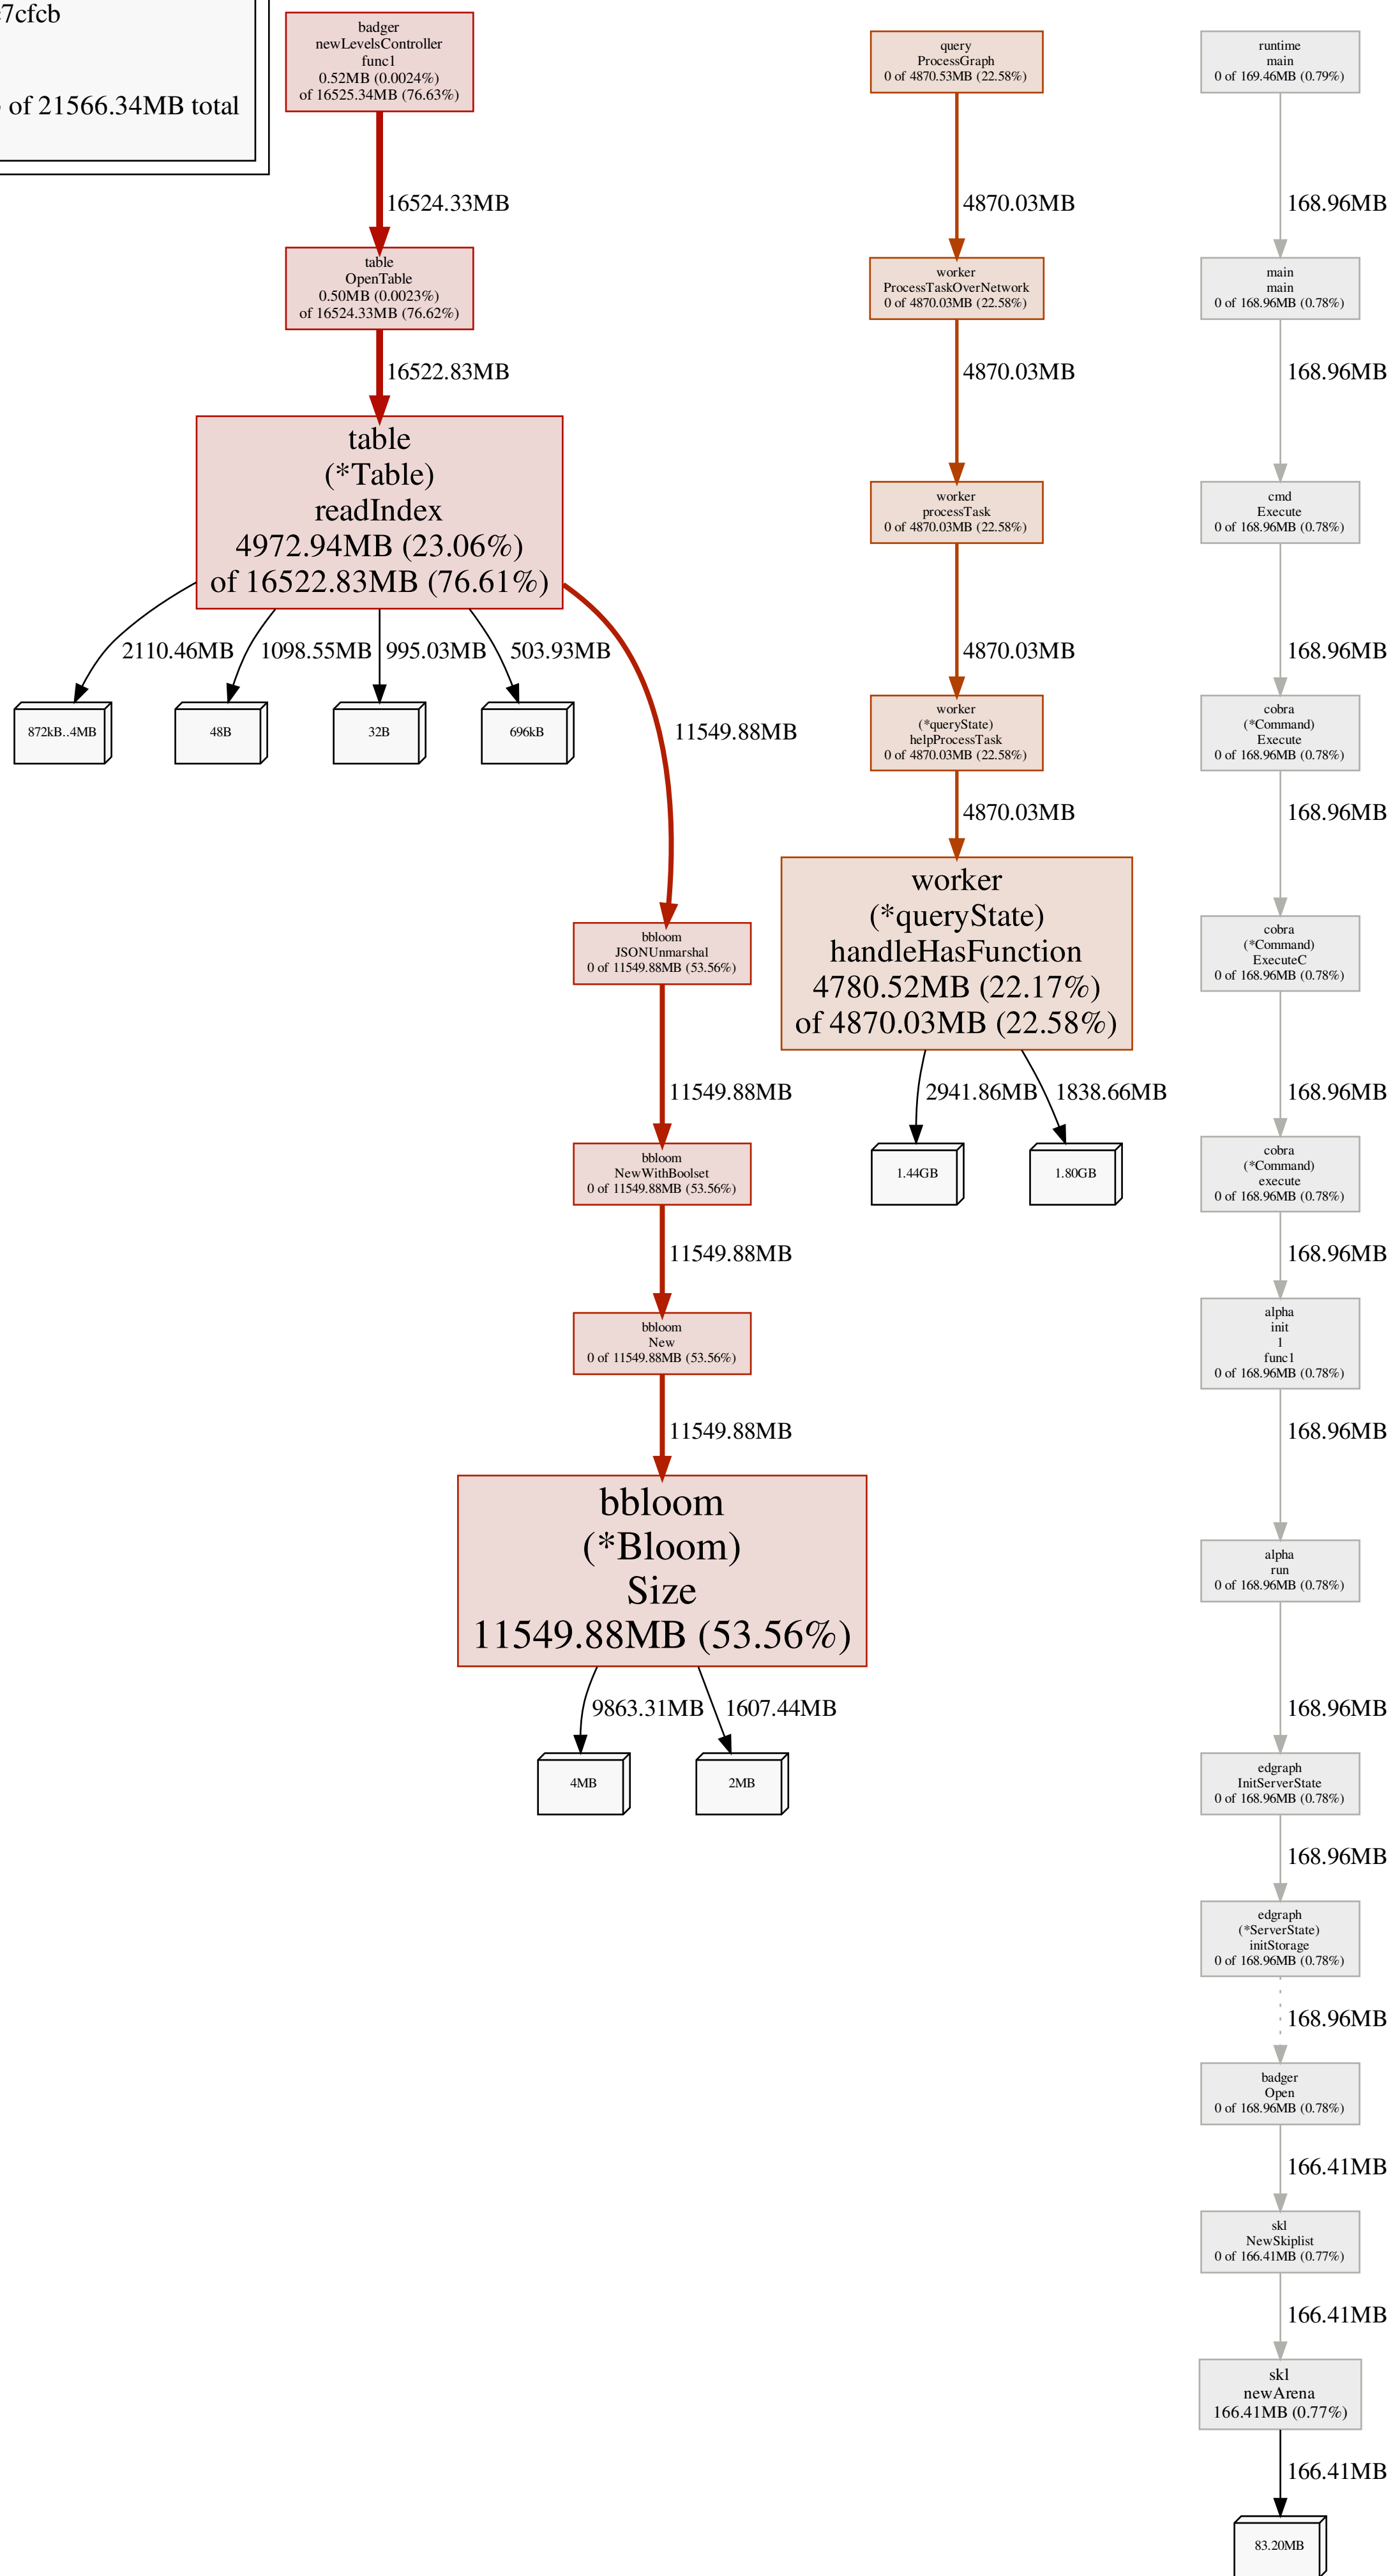 7cfcb
of 21566.34MB total
badger
newLevelsController
func1
0.52MB (0.0024%)
of 16525.34MB (76.63%)
16524.33MB
table
OpenTable
0.50MB (0.0023%)
of 16524.33MB (76.62%)
16522.83MB
table
(*Table)
readIndex
4972.94MB (23.06%)
of 16522.83MB (76.61%)
2110.46MB
1098.55MB
995.03MB
503.93MB
872kB..4MB
48B
32B
696kB
11549.88MB
bbloom
JSONUnmarshal
0 of 11549.88MB (53.56%)
11549.88MB
bbloom
NewWithBoolset
0 of 11549.88MB (53.56%)
11549.88MB
bbloom
New
0 of 11549.88MB (53.56%)
11549.88MB
bbloom
(*Bloom)
Size
11549.88MB (53.56%)
9863.31MB
1607.44MB
4MB
2MB
query
ProcessGraph
0 of 4870.53MB (22.58%)
4870.03MB
worker
ProcessTaskOverNetwork
0 of 4870.03MB (22.58%)
4870.03MB
worker
processTask
0 of 4870.03MB (22.58%)
4870.03MB
worker
(*queryState)
helpProcessTask
0 of 4870.03MB (22.58%)
4870.03MB
worker
(*queryState)
handleHasFunction
4780.52MB (22.17%)
of 4870.03MB (22.58%)
2941.86MB
1838.66MB
1.44GB
1.80GB
runtime
main
0 of 169.46MB (0.79%)
168.96MB
main
main
0 of 168.96MB (0.78%)
168.96MB
cmd
Execute
0 of 168.96MB (0.78%)
168.96MB
cobra
(*Command)
Execute
0 of 168.96MB (0.78%)
168.96MB
cobra
(*Command)
ExecuteC
0 of 168.96MB (0.78%)
168.96MB
cobra
(*Command)
execute
0 of 168.96MB (0.78%)
168.96MB
alpha
init
1
func1
0 of 168.96MB (0.78%)
168.96MB
alpha
run
0 of 168.96MB (0.78%)
168.96MB
edgraph
InitServerState
0 of 168.96MB (0.78%)
168.96MB
edgraph
(*ServerState)
initStorage
0 of 168.96MB (0.78%)
168.96MB
badger
Open
0 of 168.96MB (0.78%)
166.41MB
skl
NewSkiplist
0 of 166.41MB (0.77%)
166.41MB
skl
newArena
166.41MB (0.77%)
166.41MB
83.20MB